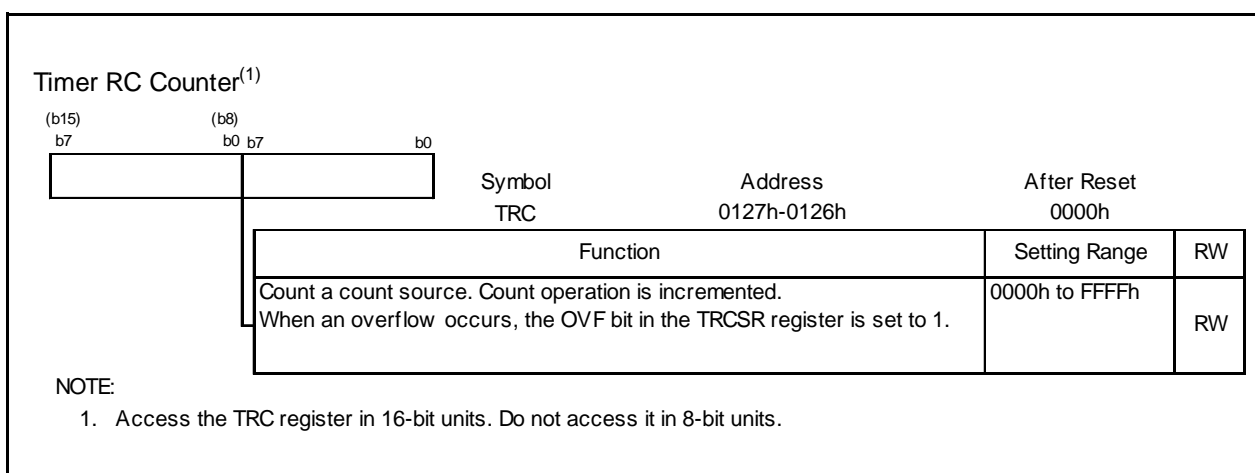 Timer RC Counter(1)
(b15) (b8)
b7 b0 b7 b0
Symbol Address After Reset
TRC 0127h-0126h 0000h
Function Setting Range RW
Count a count source. Count operation is incremented. 0000h to FFFFh
When an overflow occurs, the OVF bit in the TRCSR register is set to 1. RW
NOTE:
1. Access the TRC register in 16-bit units. Do not access it in 8-bit units.